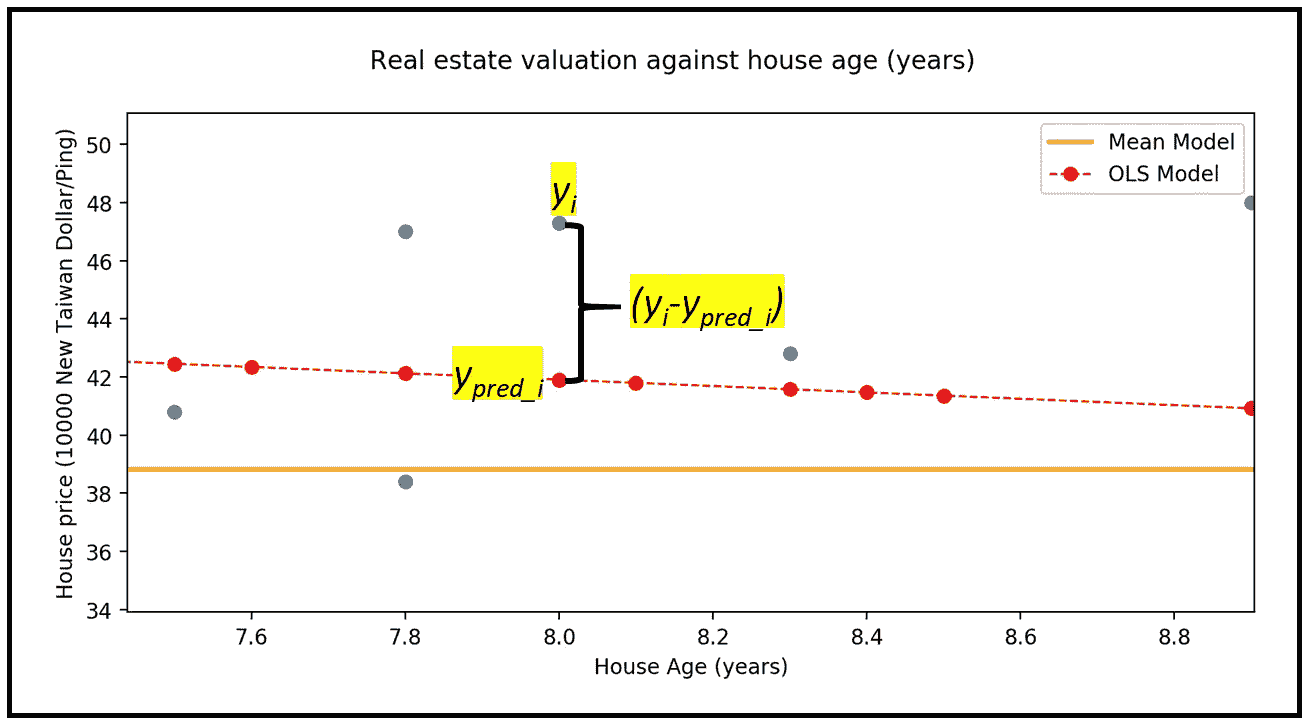 Real estate valuation against house age (years)
House price (10000 New Taiwan Dollar/Ping)
50
48
46
44
42
40
38
36
34
Mean Model
OLS Model
y_i
(y_i-y_pred_i)
y_pred_i
7.6 7.8 8.0 8.2 8.4 8.6 8.8
House Age (years)